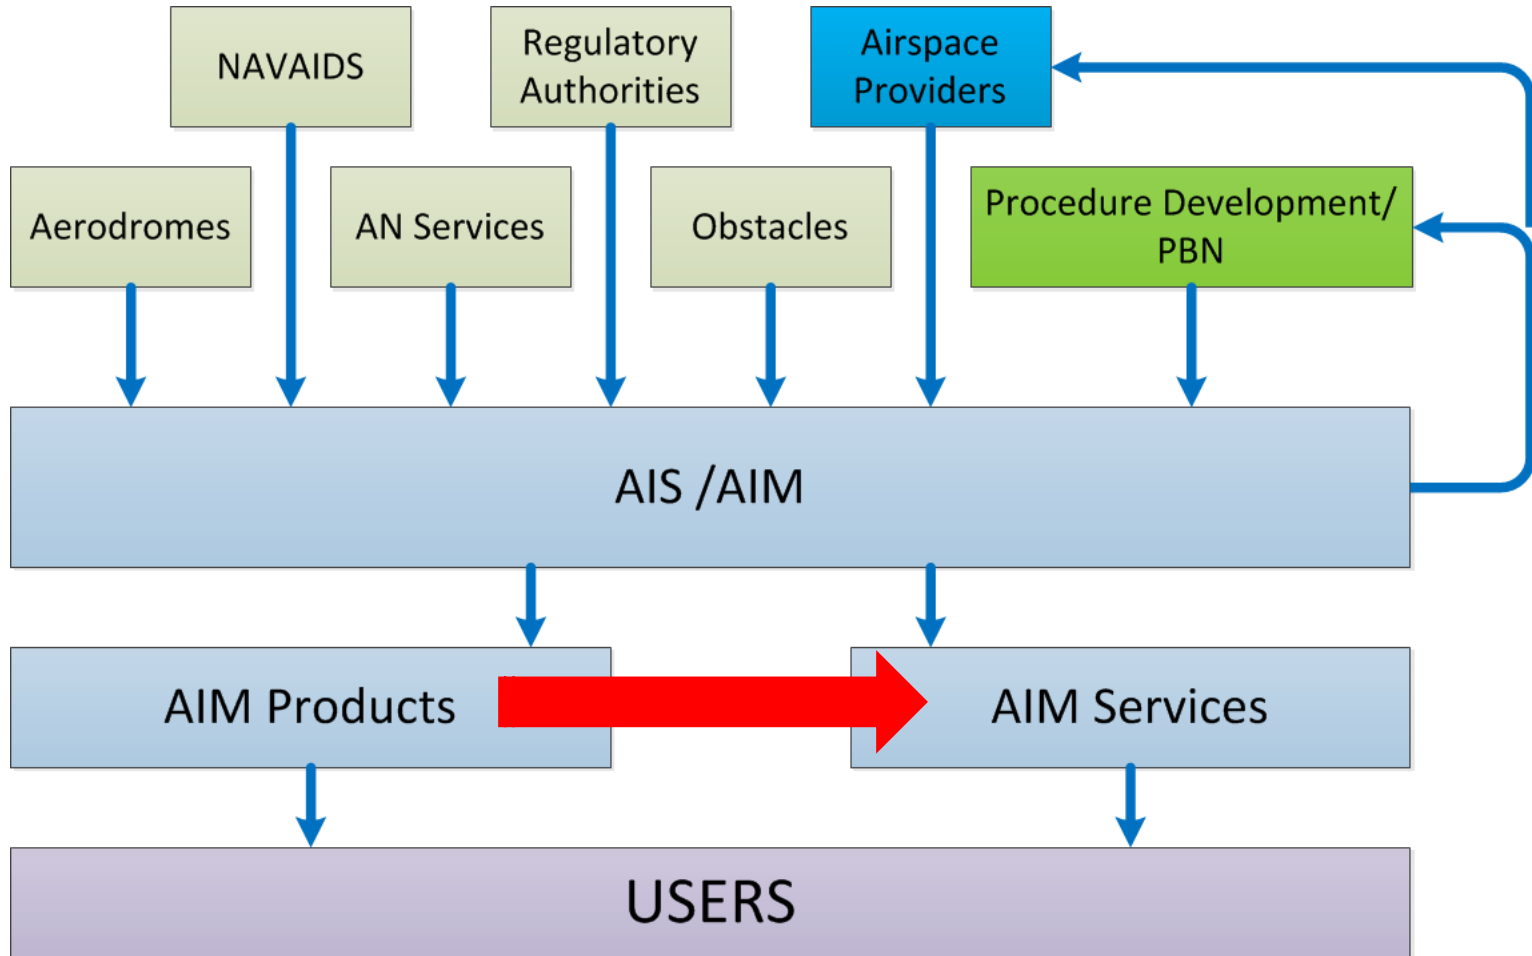 NAVAIDS
Regulatory
Authorities
Airspace
Providers
Aerodromes
AN Services
Obstacles
Procedure Development/
PBN
AIS /AIM
AIM Products
AIM Services
USERS